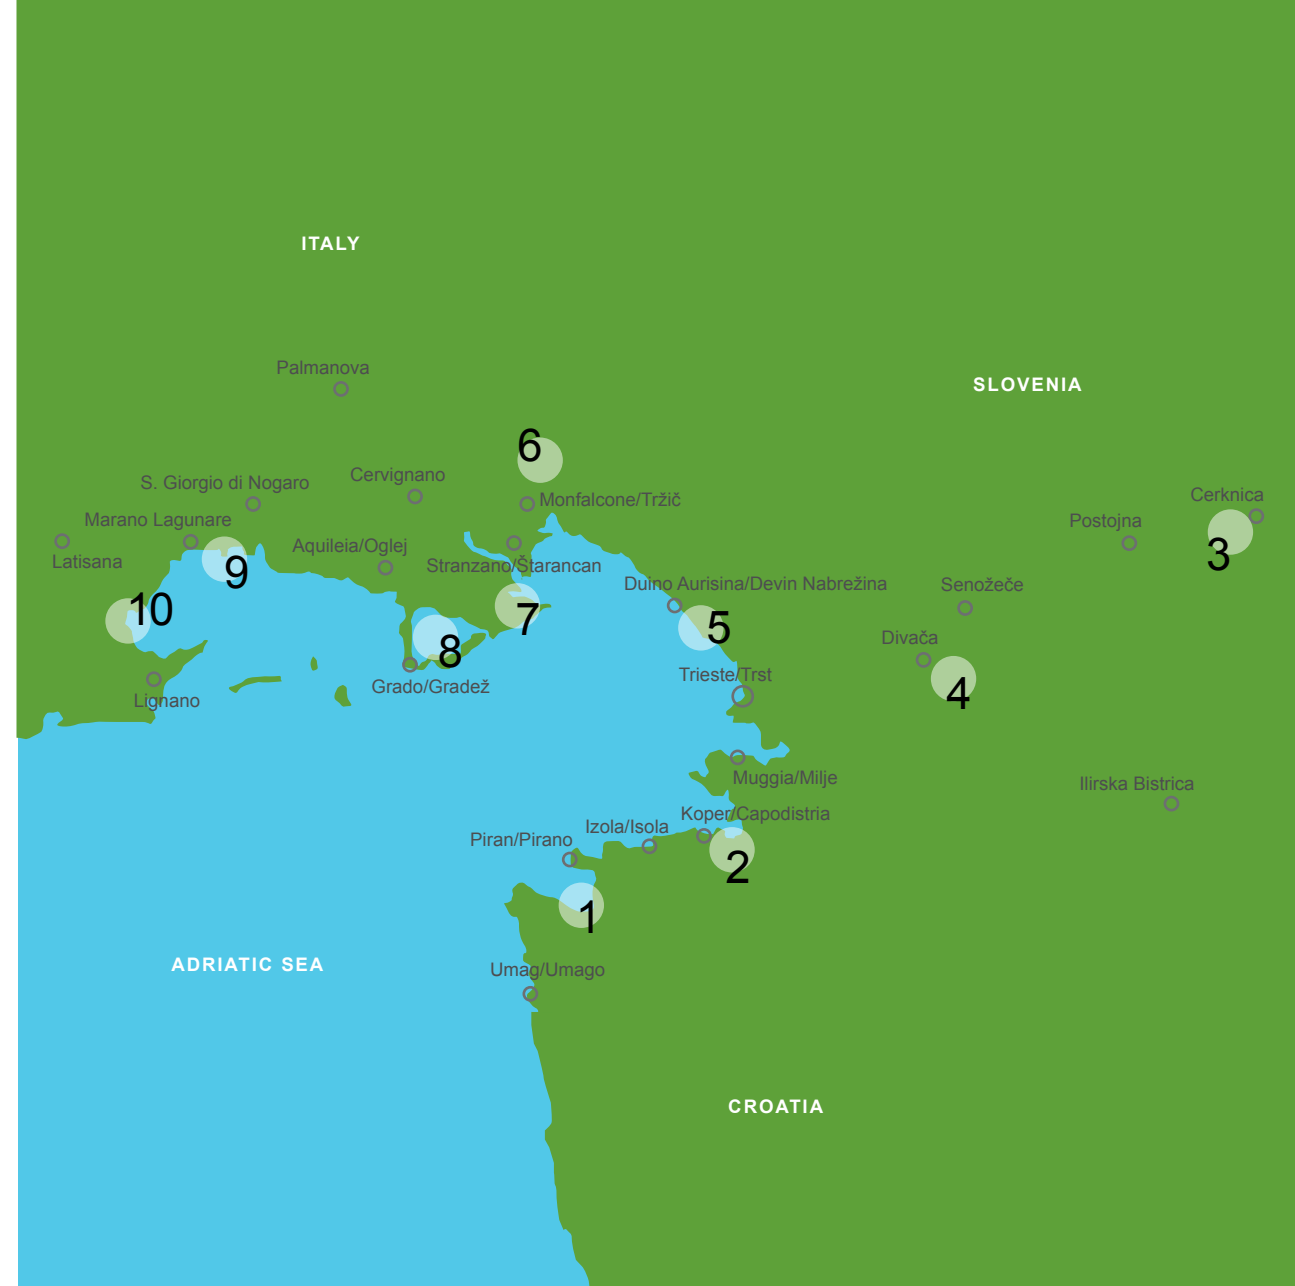 ITALY
Palmanova
SLOVENIA
6
Cervignano
S. Giorgio di Nogaro
Monfalcone/Tržič
Cerknica
Marano Lagunare
Postojna
3
Aquileia/Oglej
Latisana
Stranzano/Štarancan
9
Duino Aurisina/Devin Nabrežina
Senožeče
10
7
5
Divača
8
Trieste/Trst
Grado/Gradež
4
Lignano
Muggia/Milje
Ilirska Bistrica
Koper/Capodistria
Izola/Isola
Piran/Pirano
2
1
ADRIATIC SEA
Umag/Umago
CROATIA